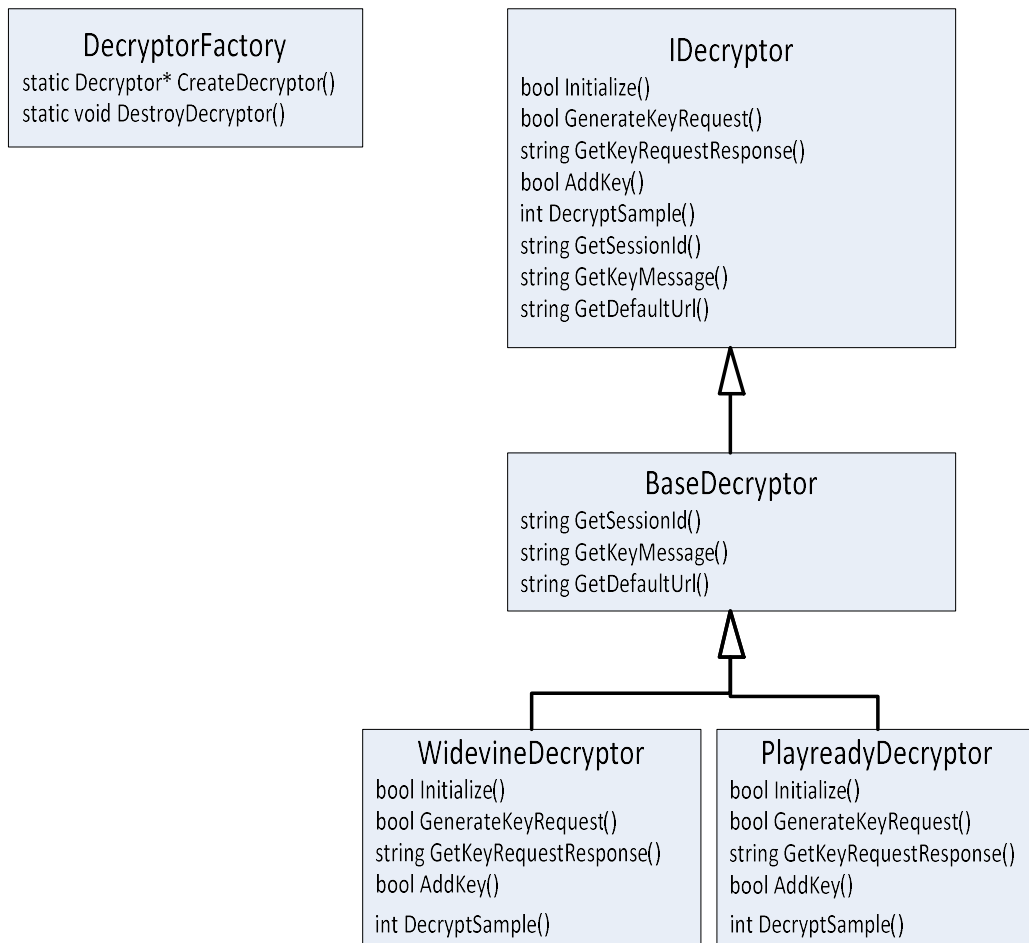 DecryptorFactory
static Decryptor* CreateDecryptor()
static void DestroyDecryptor()
IDecryptor
bool Initialize()
bool GenerateKeyRequest()
string GetKeyRequestResponse()
bool AddKey()
int DecryptSample()
string GetSessionId()
string GetKeyMessage()
string GetDefaultUrl()
BaseDecryptor
string GetSessionId()
string GetKeyMessage()
string GetDefaultUrl()
WidevineDecryptor
bool Initialize()
bool GenerateKeyRequest()
string GetKeyRequestResponse()
bool AddKey()
int DecryptSample()
PlayreadyDecryptor
bool Initialize()
bool GenerateKeyRequest()
string GetKeyRequestResponse()
bool AddKey()
int DecryptSample()